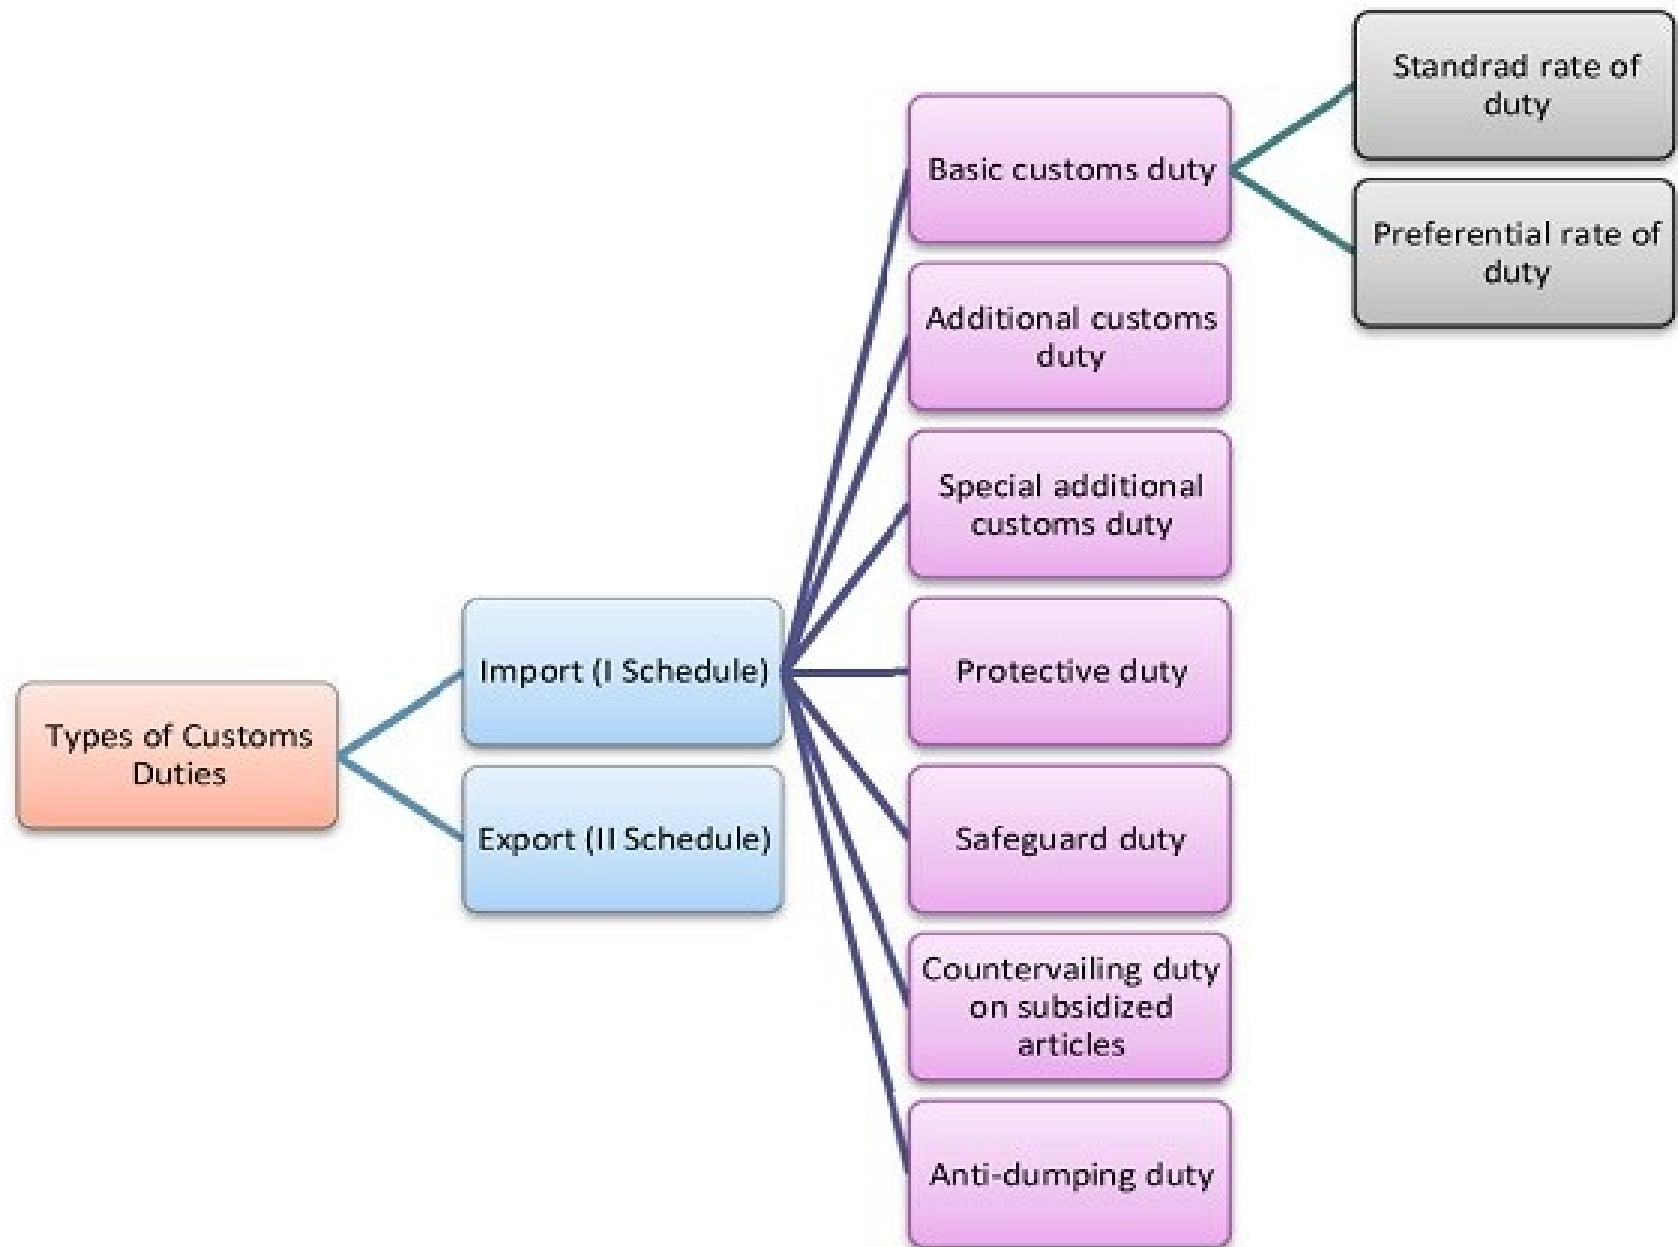 Types of Customs
Duties
Import (I Schedule)
Export (II Schedule)
Basic customs duty
Additional customs
duty
Special additional
customs duty
Protective duty
Safeguard duty
Countervailing duty
on subsidized
articles
Anti-dumping duty
Standrad rate of
duty
Preferential rate of
duty